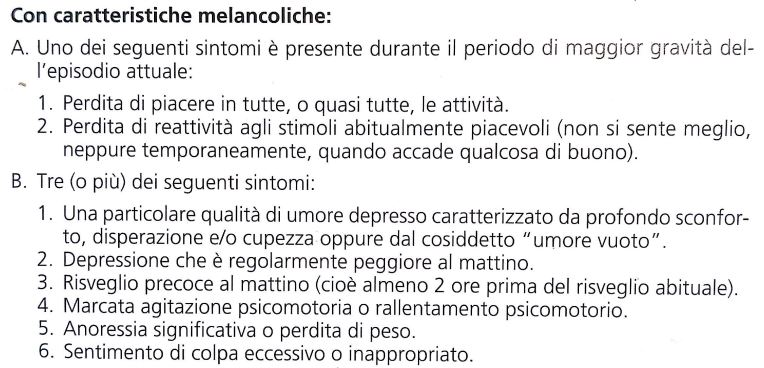 Con caratteristiche melancoliche:
A. Uno dei seguenti sintomi è presente durante il periodo di maggior gravità del-
l'episodio attuale:
1. Perdita di piacere in tutte, o quasi tutte, le attività.
2. Perdita di reattività agli stimoli abitualmente piacevoli (non si sente meglio,
neppure temporaneamente, quando accade qualcosa di buono).
B. Tre (o più) dei seguenti sintomi:
1. Una particolare qualità di umore depresso caratterizzato da profondo sconfor-
to, disperazione e/o cupezza oppure dal cosiddetto “umore vuoto”.
2. Depressione che è regolarmente peggiore al mattino.
3. Risveglio precoce al mattino (cioè almeno 2 ore prima del risveglio abituale).
4. Marcata agitazione psicomotoria o rallentamento psicomotorio.
5. Anoressia significativa o perdita di peso.
6. Sentimento di colpa eccessivo o inappropriato.